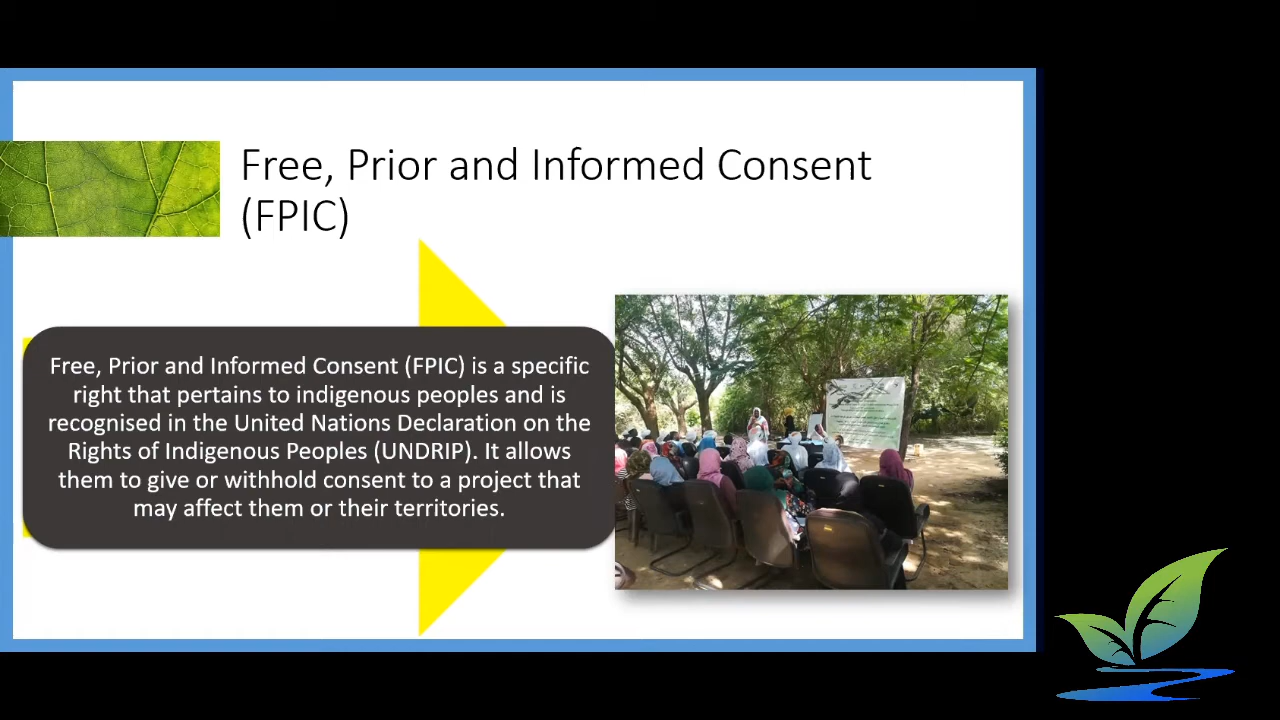 Free, Prior and Informed Consent
(FPIC)
Free, Prior and Informed Consent (FPIC) is a specific
right that pertains to indigenous peoples and is
recognised in the United Nations Declaration on the
Rights of Indigenous Peoples (UNDRIP). It allows
them to give or withhold consent to a project that
may affect them or their territories.